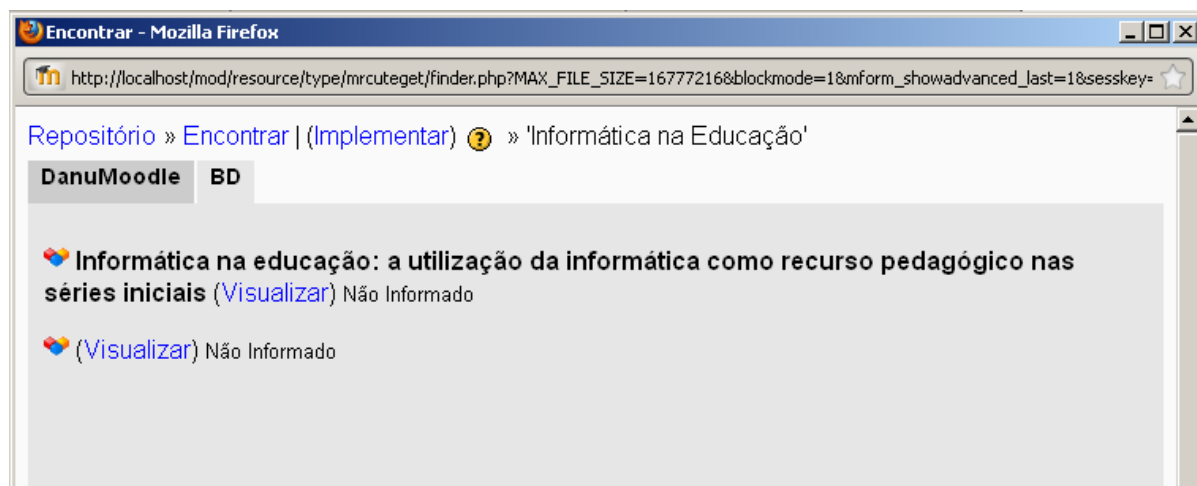 Encontrar - Mozilla Firefox
http://localhost/mod/resource/type/mrcuteget/finder.php?MAX_FILE_SIZE=16777216&blockmode=1&mform_showadvanced_last=1&sesskey=
Repositório » Encontrar | (Implementar) ? » 'Informática na Educação'
DanuMoodle BD
Informática na educação: a utilização da informática como recurso pedagógico nas
séries iniciais (Visualizar) Não Informado
(Visualizar) Não Informado